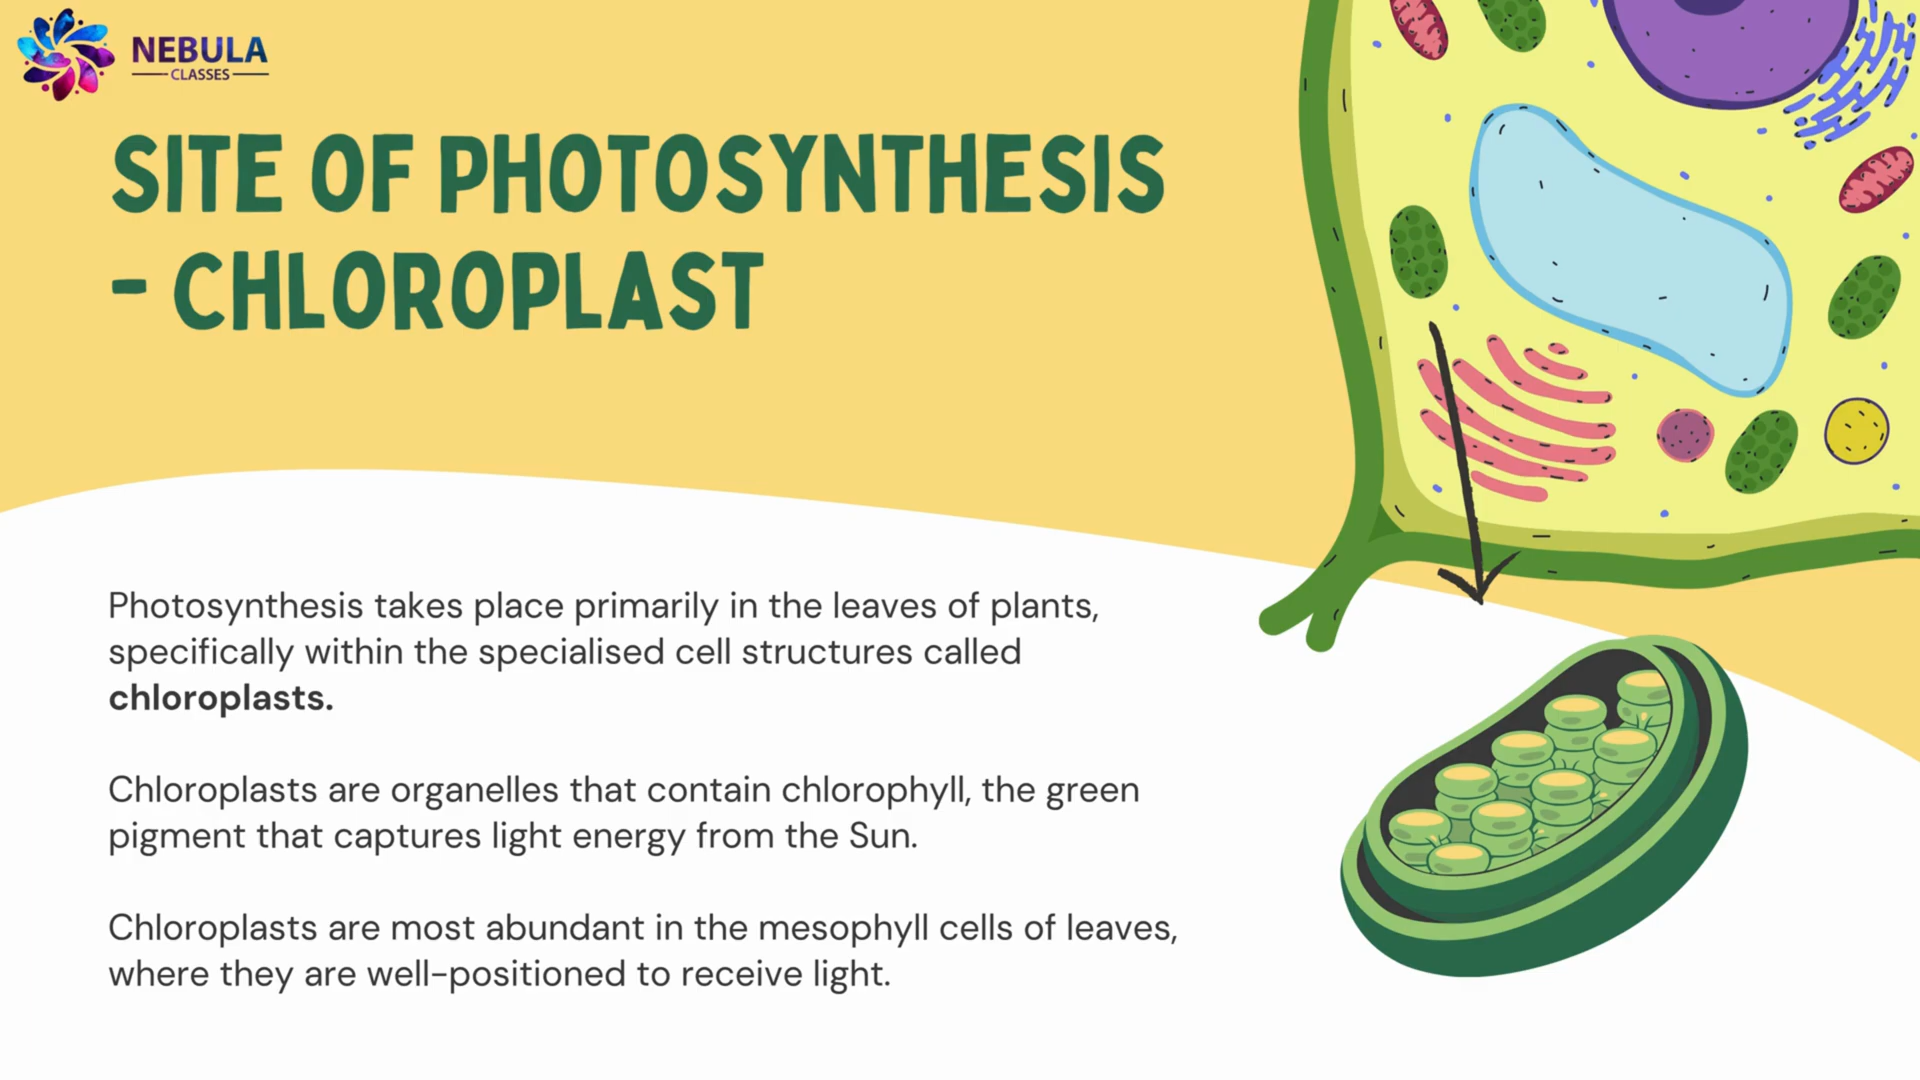 NEBULA
CLASSES
SITE OF PHOTOSYNTHESIS
- CHLOROPLAST
Photosynthesis takes place primarily in the leaves of plants,
specifically within the specialised cell structures called
chloroplasts.
Chloroplasts are organelles that contain chlorophyll, the green
pigment that captures light energy from the Sun.
Chloroplasts are most abundant in the mesophyll cells of leaves,
where they are well-positioned to receive light.